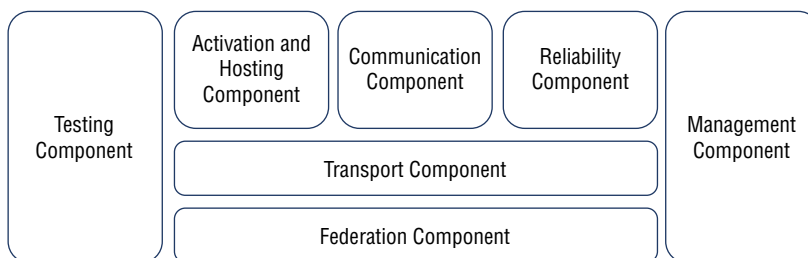 Testing
Component
Activation and
Hosting
Component
Communication
Component
Reliability
Component
Transport Component
Federation Component
Management
Component